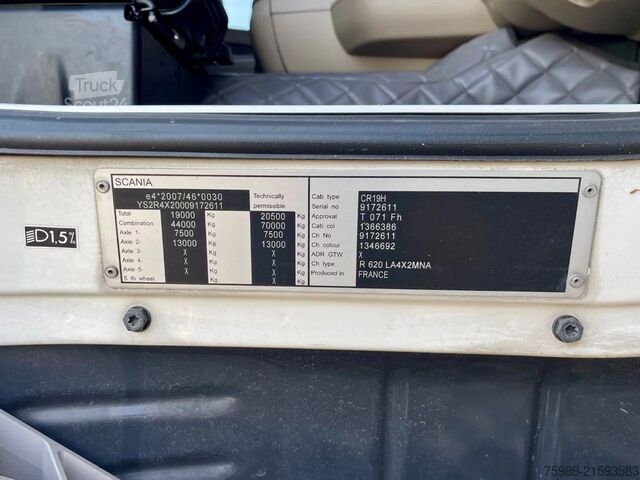 Truck
Scout24
SCANIA
e4*2007/46*0030
YS2R4X20009172611
Technically
permissible
Total 19000 Kg 20500 Kg
Combination 44000 Kg 70000 Kg
Axle 1- 7500 Kg 7500 Kg
Axle 2- 13000 Kg 13000 Kg
Axle 3- X Kg X Kg
Axle 4- X Kg X Kg
Axle 5- X Kg X Kg
5 th wheel Kg Kg
Cab type CR19H
Serial no 9172611
Approval T 071 Fh
Cab col 1366386
Ch No 9172611
Ch colour 1346692
ADR GTW X
Ch type R 620 LA4X2MNA
Produced in FRANCE
D1.5%
75989-21593583